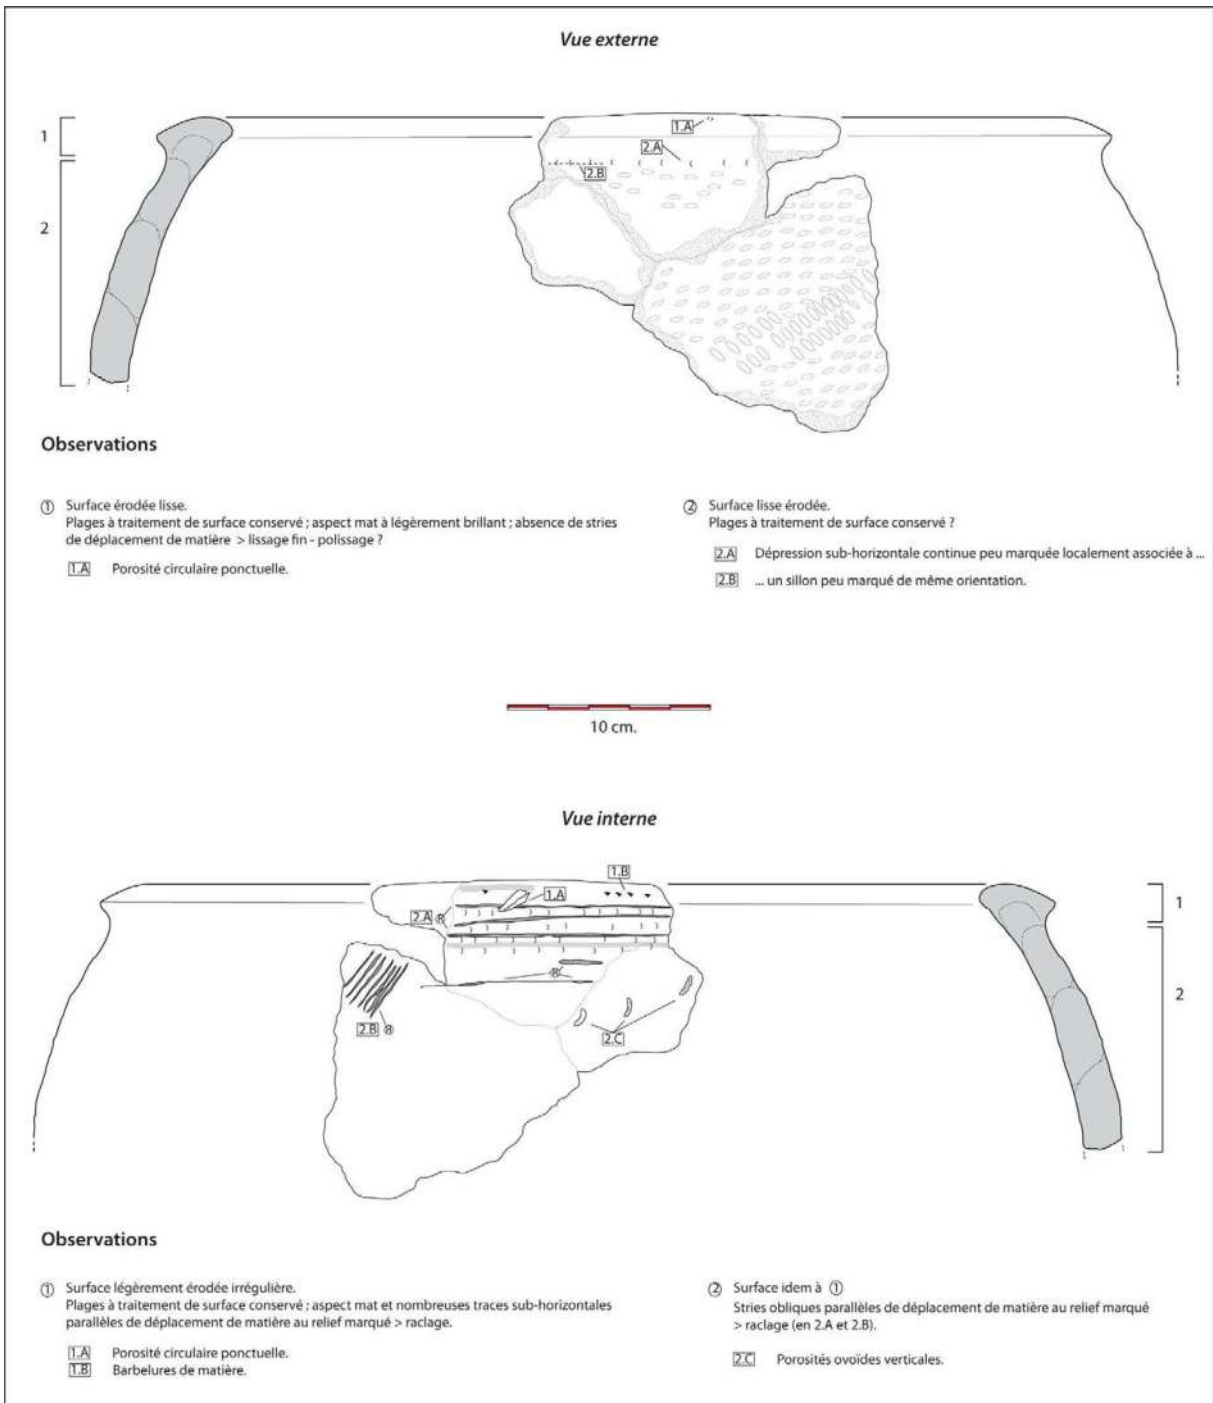 Vue externe
1
2
1.A
2.A
2.B
Observations
① Surface érodée lisse.
Plages à traitement de surface conservé ; aspect mat à légèrement brillant ; absence de stries
de déplacement de matière > lissage fin - polissage ?
1.A Porosité circulaire ponctuelle.
② Surface lisse érodée.
Plages à traitement de surface conservé ?
2.A Dépression sub-horizontale continue peu marquée localement associée à ...
2.B ... un sillon peu marqué de même orientation.
10 cm.
Vue interne
1.B
1.A
2.A R
R
2.B R
2.C
1
2
Observations
① Surface légèrement érodée irrégulière.
Plages à traitement de surface conservé ; aspect mat et nombreuses traces sub-horizontales
parallèles de déplacement de matière au relief marqué > raclage.
1.A Porosité circulaire ponctuelle.
1.B Barbelures de matière.
② Surface idem à ①
Stries obliques parallèles de déplacement de matière au relief marqué
> raclage (en 2.A et 2.B).
2.C Porosités ovoïdes verticales.